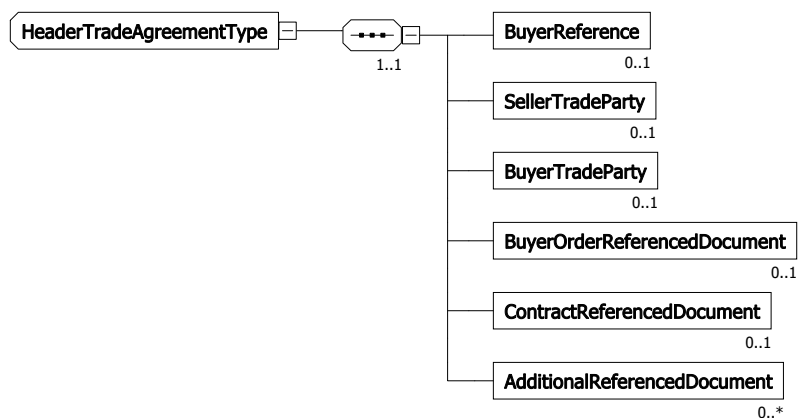 HeaderTradeAgreementType
1..1
BuyerReference
0..1
SellerTradeParty
0..1
BuyerTradeParty
0..1
BuyerOrderReferencedDocument
0..1
ContractReferencedDocument
0..1
AdditionalReferencedDocument
0..*